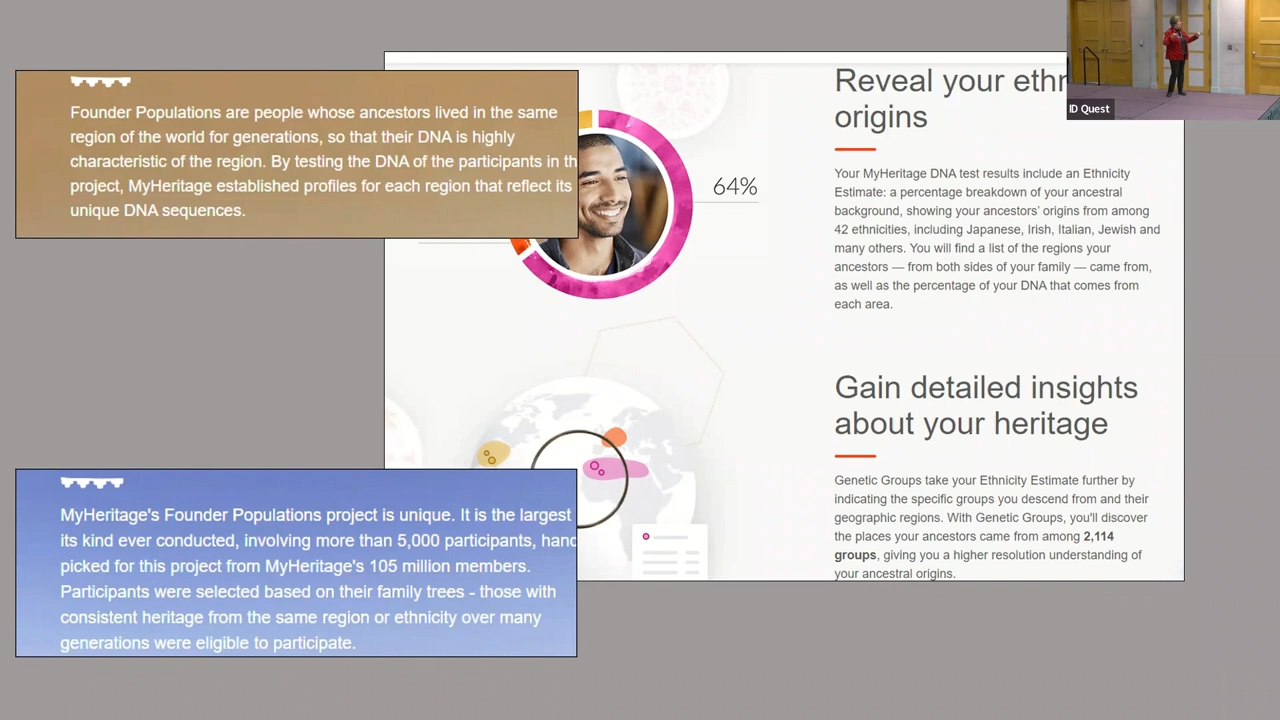 Founder Populations are people whose ancestors lived in the same
region of the world for generations, so that their DNA is highly
characteristic of the region. By testing the DNA of the participants in th
project, MyHeritage established profiles for each region that reflect its
unique DNA sequences.
64%
Reveal your ethn
origins
Your MyHeritage DNA test results include an Ethnicity
Estimate: a percentage breakdown of your ancestral
background, showing your ancestors' origins from among
42 ethnicities, including Japanese, Irish, Italian, Jewish and
many others. You will find a list of the regions your
ancestors — from both sides of your family — came from,
as well as the percentage of your DNA that comes from
each area.
ID Quest
Gain detailed insights
about your heritage
Genetic Groups take your Ethnicity Estimate further by
indicating the specific groups you descend from and their
geographic regions. With Genetic Groups, you'll discover
the places your ancestors came from among 2,114
groups, giving you a higher resolution understanding of
your ancestral origins.
MyHeritage's Founder Populations project is unique. It is the largest
its kind ever conducted, involving more than 5,000 participants, hand
picked for this project from MyHeritage's 105 million members.
Participants were selected based on their family trees - those with
consistent heritage from the same region or ethnicity over many
generations were eligible to participate.